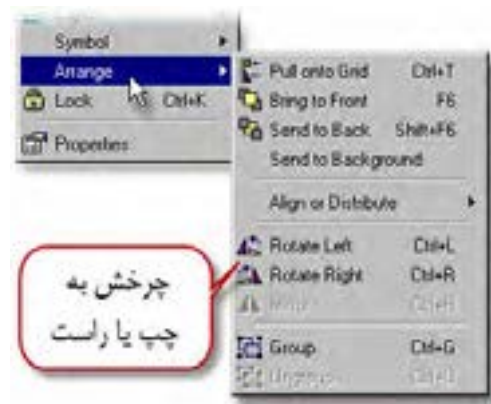 Symbol
Arrange
Lock Ctrl+K
Properties
Pull onto Grid Ctrl+T
Bring to Front F6
Send to Back Shift+F6
Send to Background
Align or Distribute
Rotate Left Ctrl+L
Rotate Right Ctrl+R
Group Ctrl+G
Ungroup
چرخش به
چپ یا راست